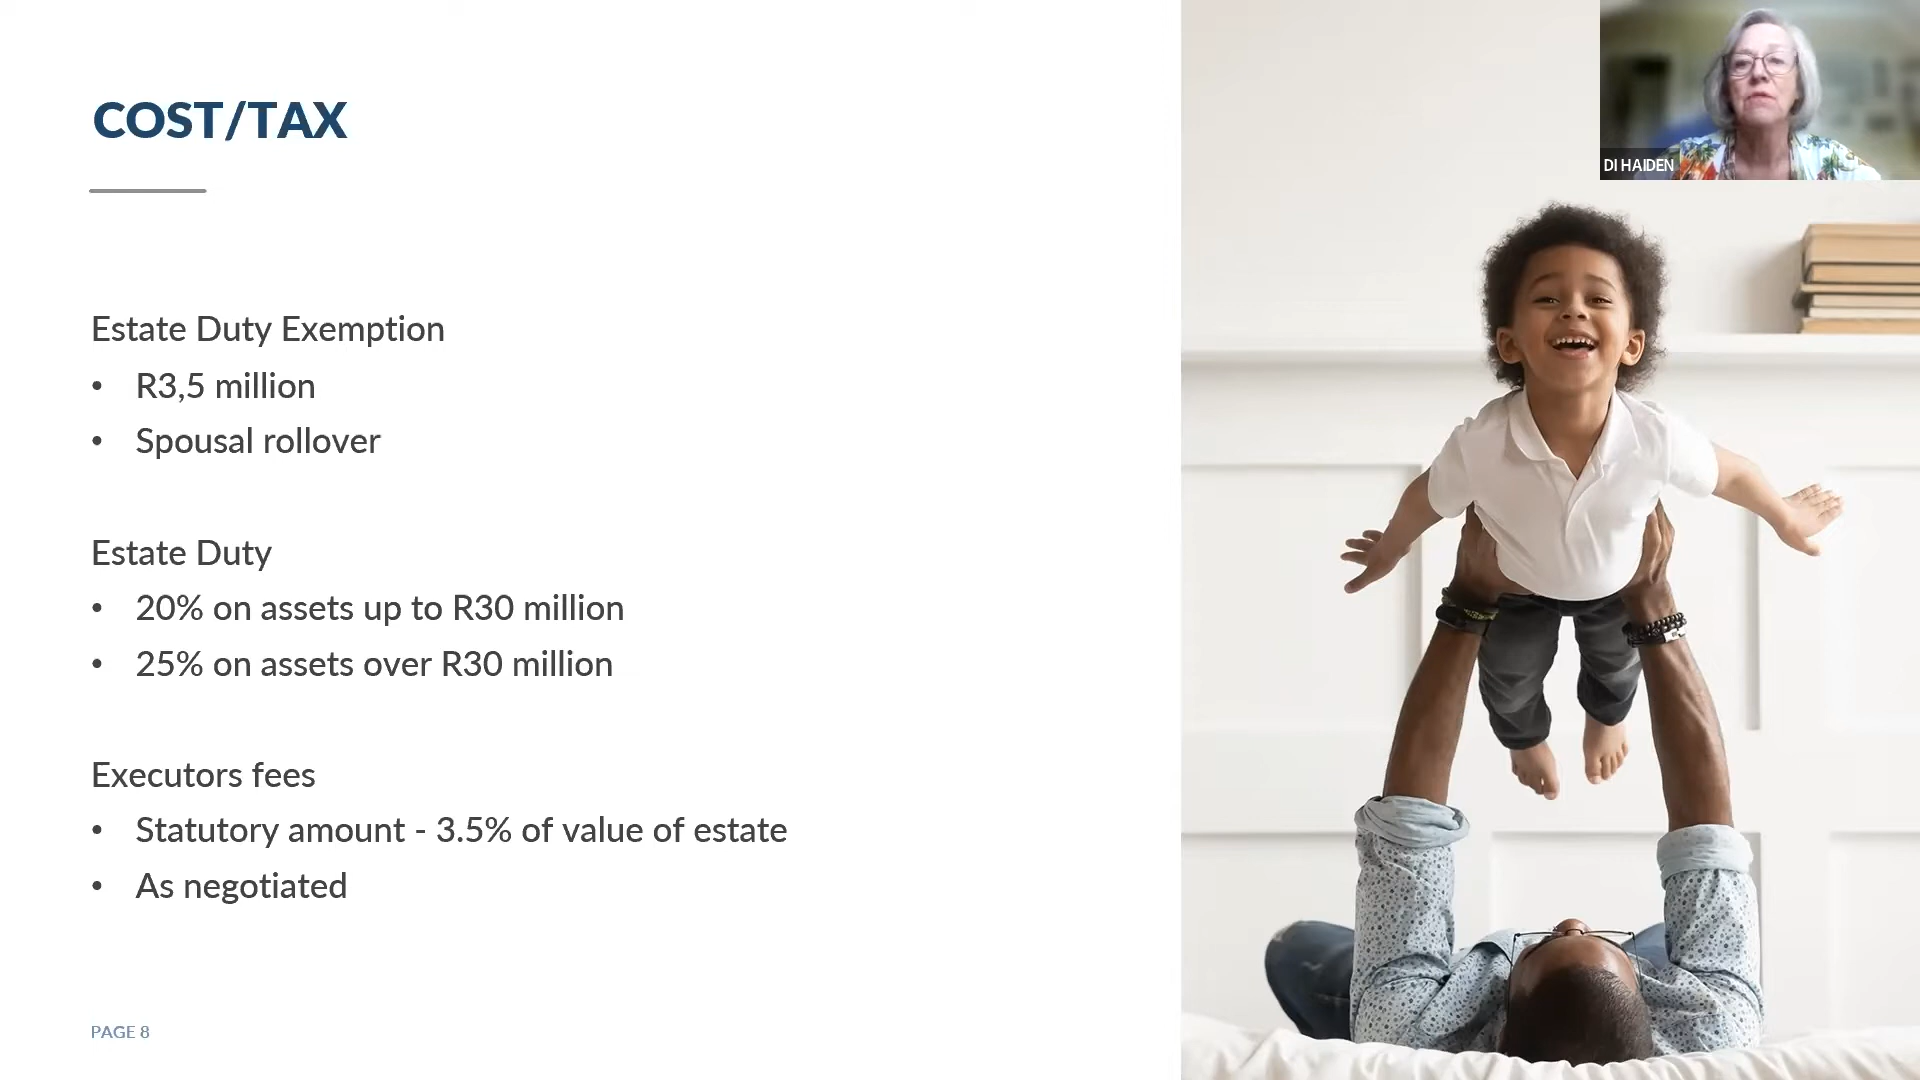 COST/TAX
DI HAIDEN
Estate Duty Exemption
• R3,5 million
• Spousal rollover
Estate Duty
• 20% on assets up to R30 million
• 25% on assets over R30 million
Executors fees
• Statutory amount - 3.5% of value of estate
• As negotiated
PAGE 8